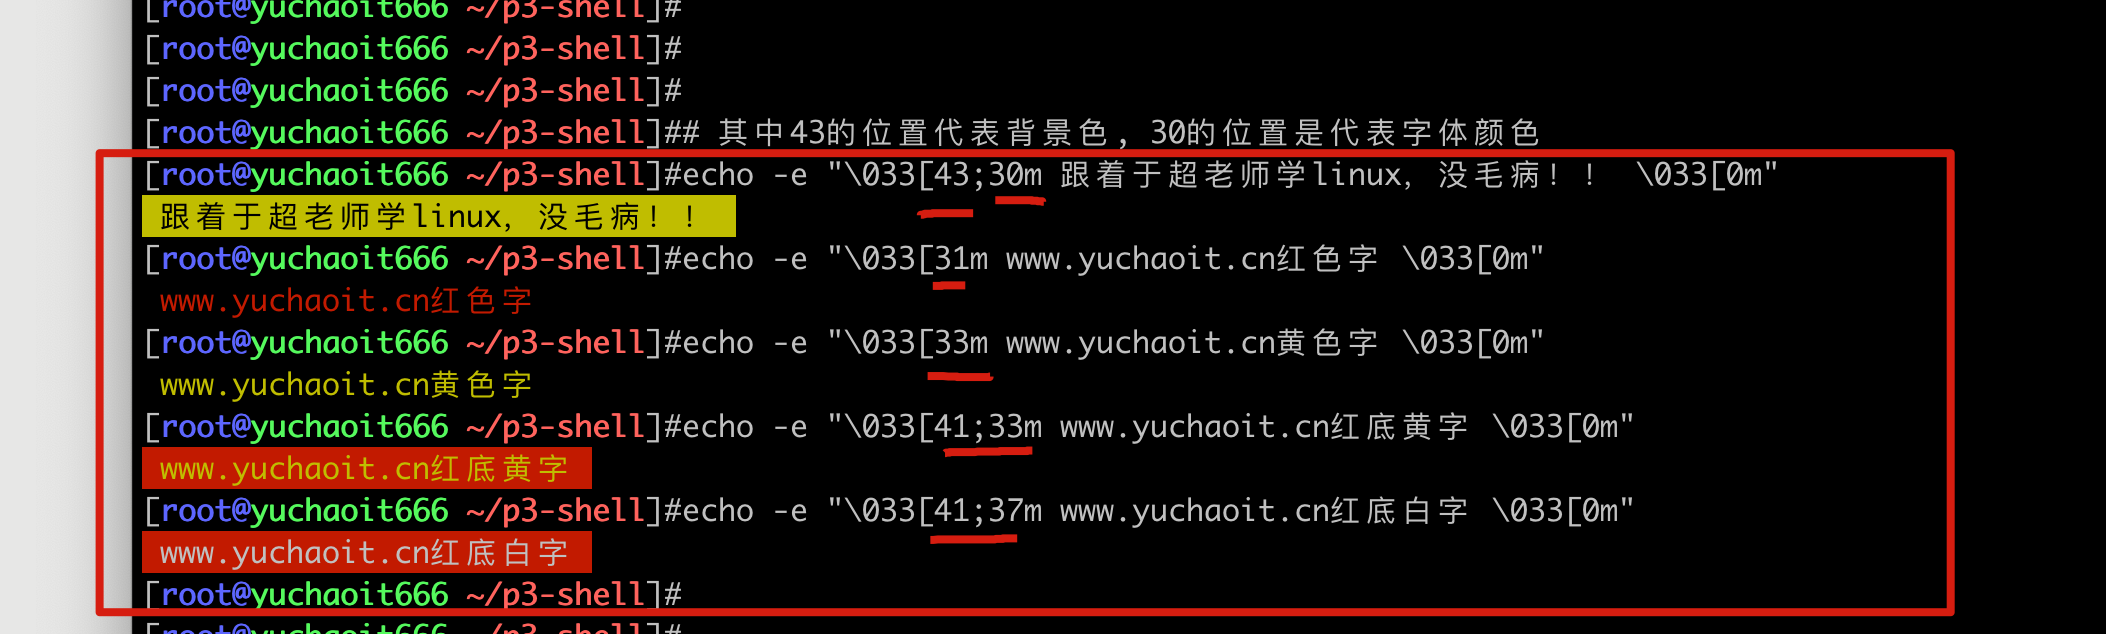 [root@yuchaoit666 ~/p3-shell]#
[root@yuchaoit666 ~/p3-shell]#
[root@yuchaoit666 ~/p3-shell]#
[root@yuchaoit666 ~/p3-shell]## 其中43的位置代表背景色，30的位置是代表字体颜色
[root@yuchaoit666 ~/p3-shell]#echo -e "\033[43;30m 跟着于超老师学linux，没毛病！！ \033[0m"
跟着于超老师学linux，没毛病！！
[root@yuchaoit666 ~/p3-shell]#echo -e "\033[31m www.yuchaoit.cn红色字 \033[0m"
www.yuchaoit.cn红色字
[root@yuchaoit666 ~/p3-shell]#echo -e "\033[33m www.yuchaoit.cn黄色字 \033[0m"
www.yuchaoit.cn黄色字
[root@yuchaoit666 ~/p3-shell]#echo -e "\033[41;33m www.yuchaoit.cn红底黄字 \033[0m"
www.yuchaoit.cn红底黄字
[root@yuchaoit666 ~/p3-shell]#echo -e "\033[41;37m www.yuchaoit.cn红底白字 \033[0m"
www.yuchaoit.cn红底白字
[root@yuchaoit666 ~/p3-shell]#
[root@yuchaoit666 ~/p3-shell]#